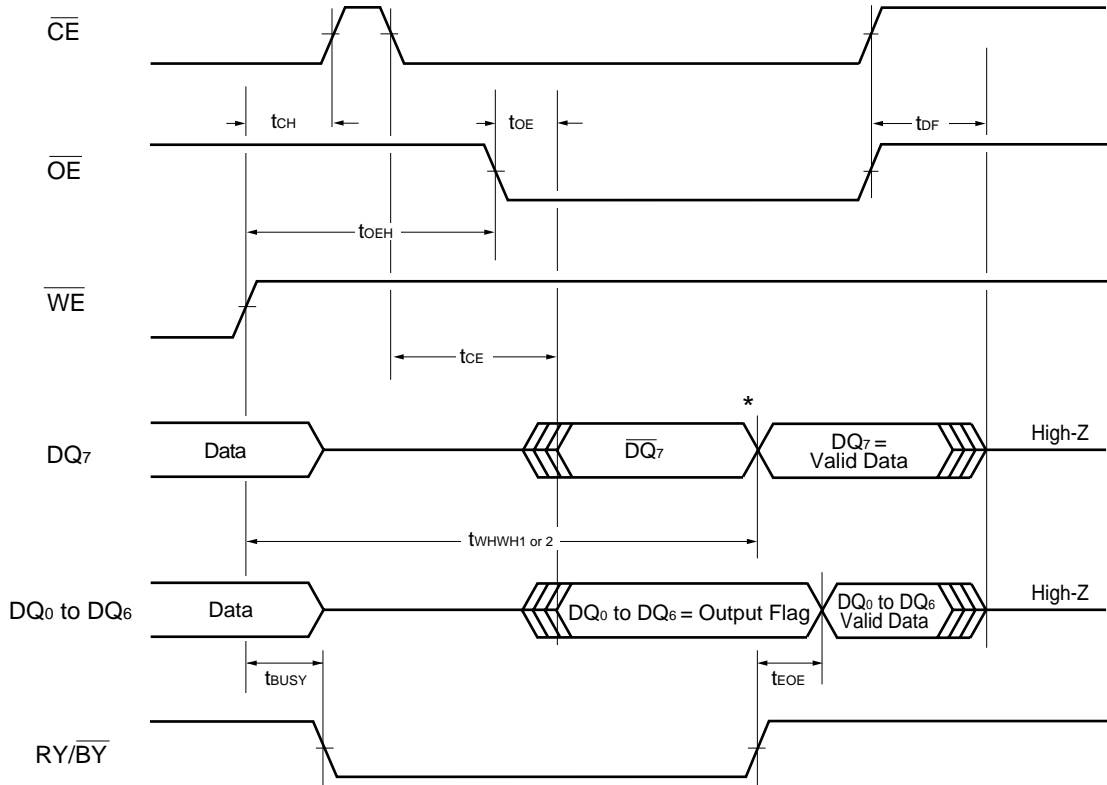 CE
tCH
tOE
tDF
OE
tOEH
WE
tCE
*
DQ7
Data
DQ7
DQ7 =
Valid Data
High-Z
tWHWH1 or 2
DQ0 to DQ6
Data
DQ0 to DQ6 = Output Flag
DQ0 to DQ6
Valid Data
High-Z
tBUSY
tEOE
RY/BY